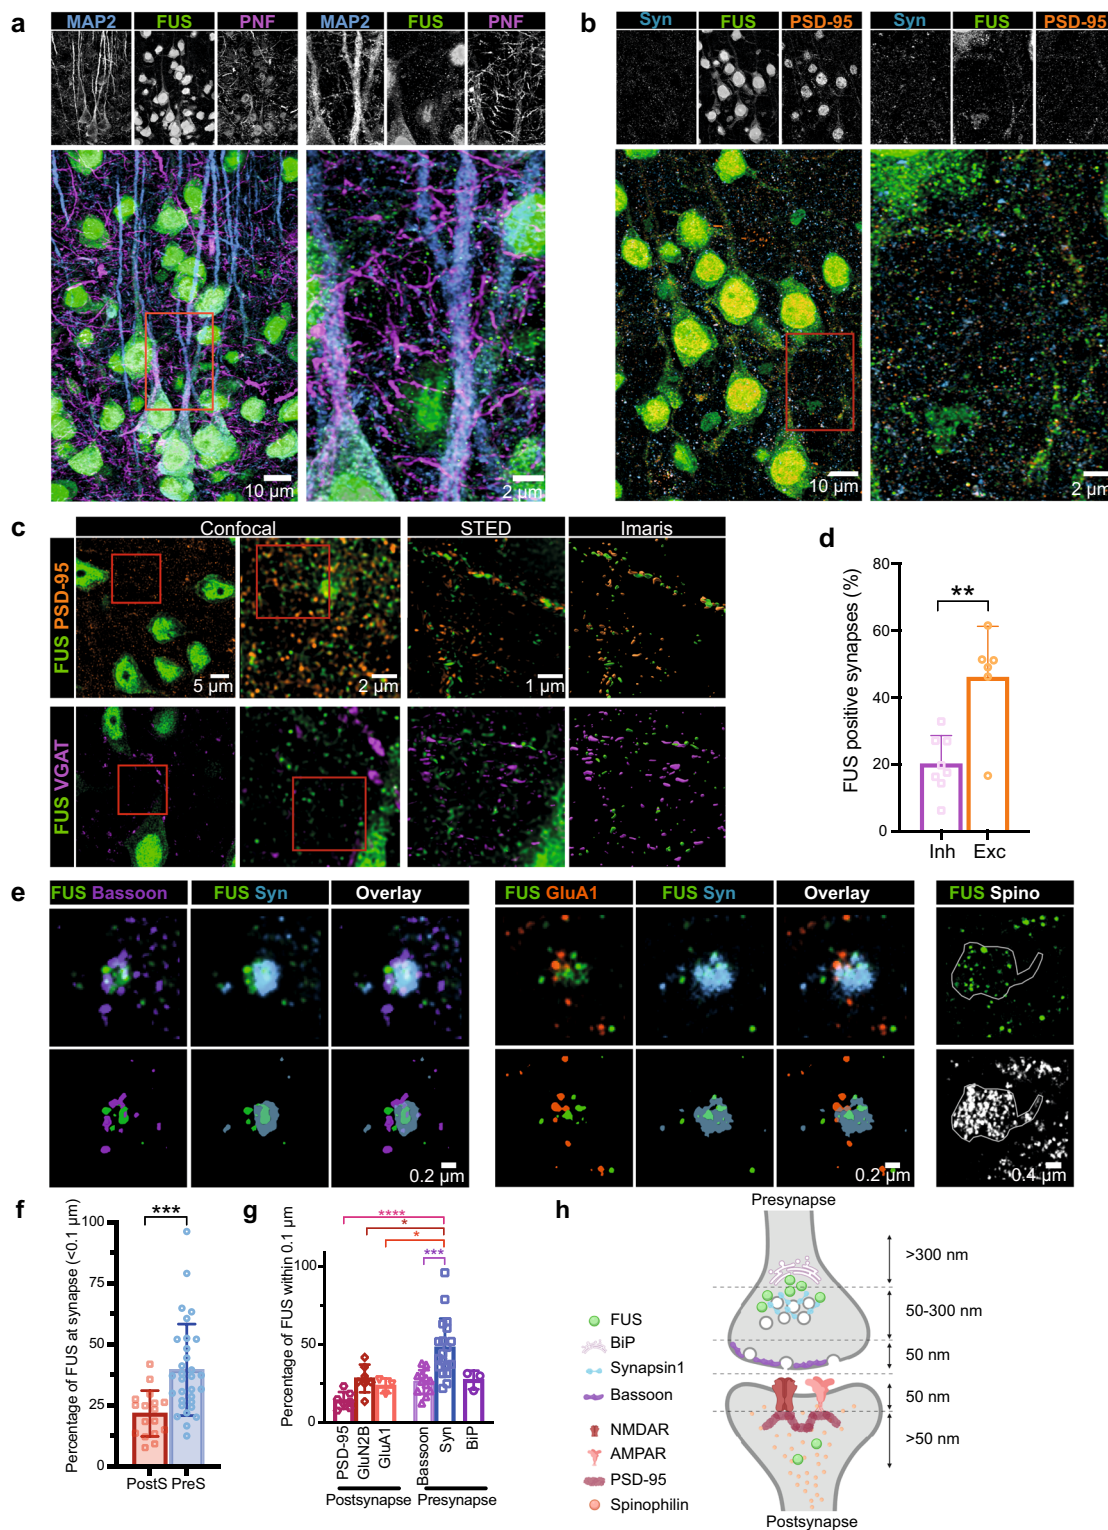 a
MAP2 FUS PNF MAP2 FUS PNF
10 µm
2 µm
b
Syn FUS PSD-95 Syn FUS PSD-95
10 µm
2 µm
c
Confocal STED Imaris
FUS PSD-95
5 µm
2 µm
1 µm
FUS VGAT
d
FUS positive synapses (%)
80
60
40
20
0
**
Inh Exc
e
FUS Bassoon FUS Syn Overlay
0.2 µm
FUS GluA1 FUS Syn Overlay
0.2 µm
FUS Spino
0.4 µm
f
Percentage of FUS at synapse (<0.1 µm)
100
75
50
25
0
***
PostS PreS
g
Percentage of FUS within 0.1 µm
100
50
0
****
*
*
***
PSD-95 GluN2B GluA1 Bassoon Syn BiP
Postsynapse Presynapse
h
Presynapse
FUS
BiP
Synapsin1
Bassoon
NMDAR
AMPAR
PSD-95
Spinophilin
>300 nm
50-300 nm
50 nm
50 nm
>50 nm
Postsynapse